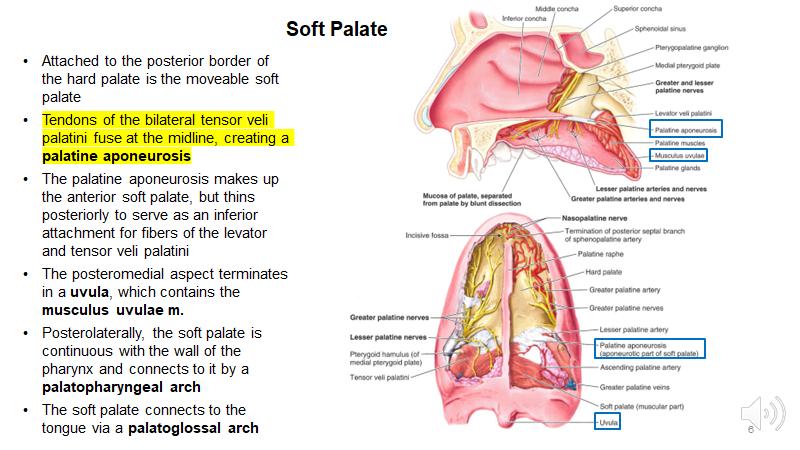 Soft Palate
• Attached to the posterior border of
the hard palate is the moveable soft
palate
• Tendons of the bilateral tensor veli
palatini fuse at the midline, creating a
palatine aponeurosis
• The palatine aponeurosis makes up
the anterior soft palate, but thins
posteriorly to serve as an inferior
attachment for fibers of the levator
and tensor veli palatini
• The posteromedial aspect terminates
in a uvula, which contains the
musculus uvulae m.
• Posterolaterally, the soft palate is
continuous with the wall of the
pharynx and connects to it by a
palatopharyngeal arch
• The soft palate connects to the
tongue via a palatoglossal arch
Middle concha
Inferior concha
Superior concha
Sphenoidal sinus
Pterygopalatine ganglion
Medial pterygoid plate
Greater and lesser
palatine nerves
Levator veli palatini
Palatine aponeurosis
Palatine muscles
Musculus uvulae
Palatine glands
Lesser palatine arteries and nerves
Greater palatine arteries and nerves
Mucosa of palate, separated
from palate by blunt dissection
Nasopalatine nerve
Incisive fossa
Termination of posterior septal branch
of sphenopalatine artery
Palatine raphe
Hard palate
Greater palatine artery
Greater palatine nerves
Greater palatine nerves
Lesser palatine artery
Lesser palatine nerves
Palatine aponeurosis
(aponeurotic part of soft palate)
Pterygoid hamulus (of
medial pterygoid plate)
Ascending palatine artery
Tensor veli palatini
Greater palatine veins
Soft palate (muscular part)
Uvula
6